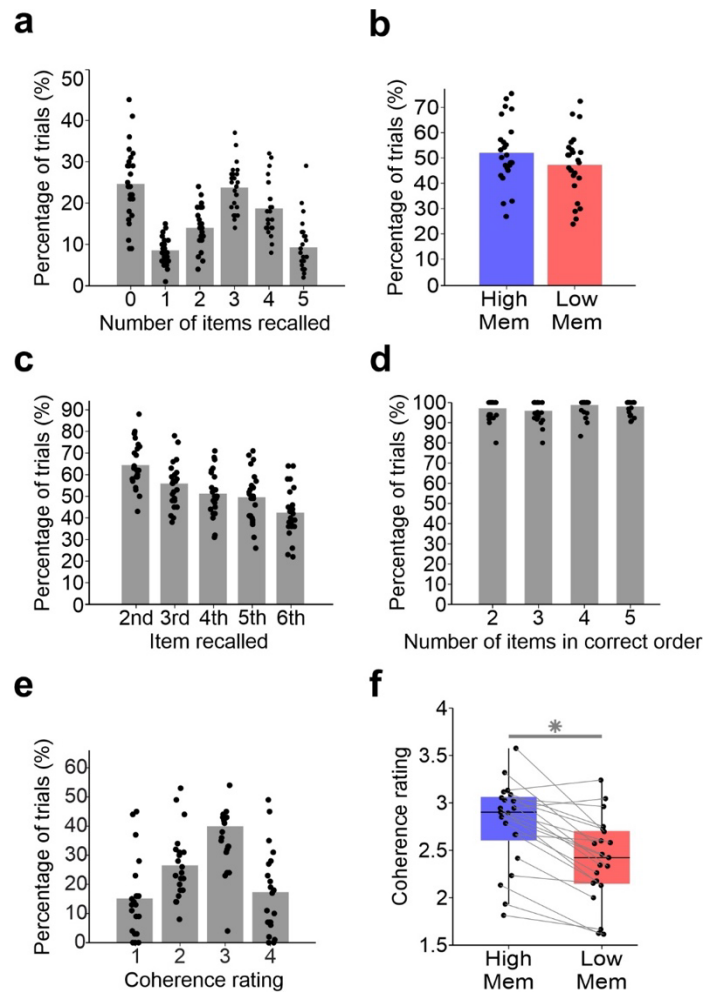 a
Percentage of trials (%)
50
40
30
20
10
0
0 1 2 3 4 5
Number of items recalled
b
Percentage of trials (%)
70
60
50
40
30
20
10
0
High Mem
Low Mem
c
Percentage of trials (%)
90
80
70
60
50
40
30
20
10
0
2nd 3rd 4th 5th 6th
Item recalled
d
Percentage of trials (%)
100
90
80
70
60
50
40
30
20
10
0
2 3 4 5
Number of items in correct order
e
Percentage of trials (%)
60
50
40
30
20
10
0
1 2 3 4
Coherence rating
f
Coherence rating
4
3.5
3
2.5
2
1.5
*
High Mem
Low Mem